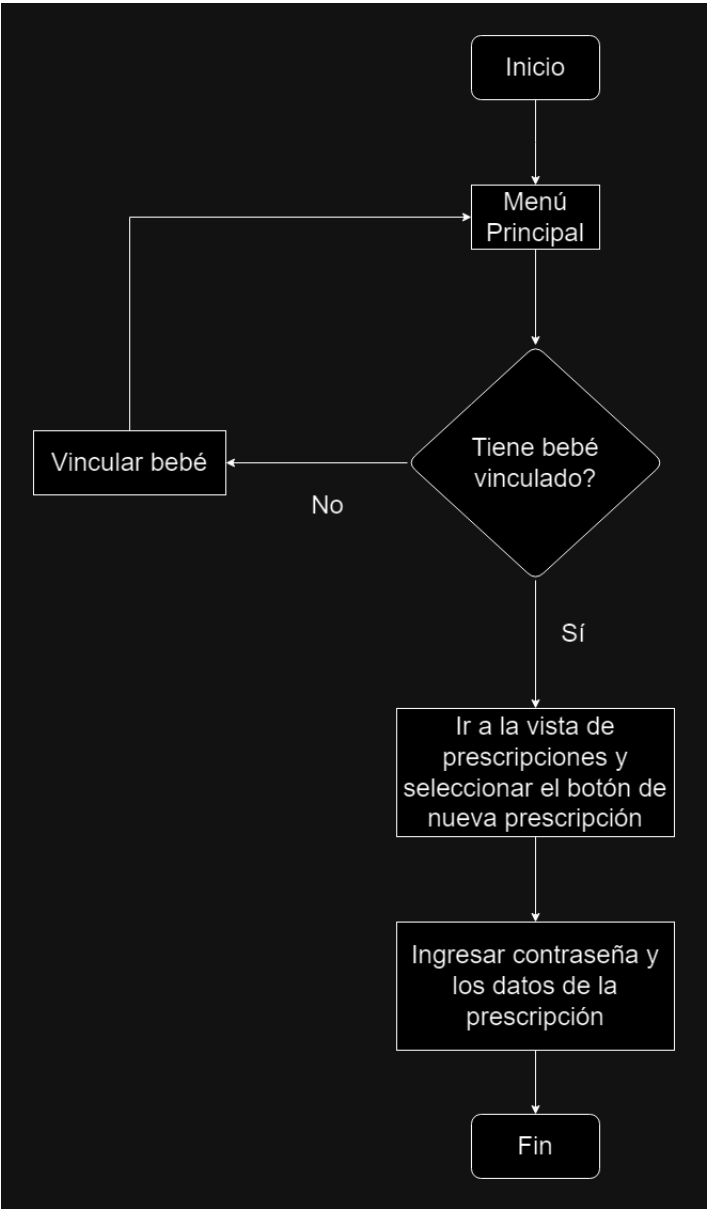 Inicio
Menú
Principal
Tiene bebé
vinculado?
Vincular bebé
No
Sí
Ir a la vista de
prescripciones y
seleccionar el botón de
nueva prescripción
Ingresar contraseña y
los datos de la
prescripción
Fin